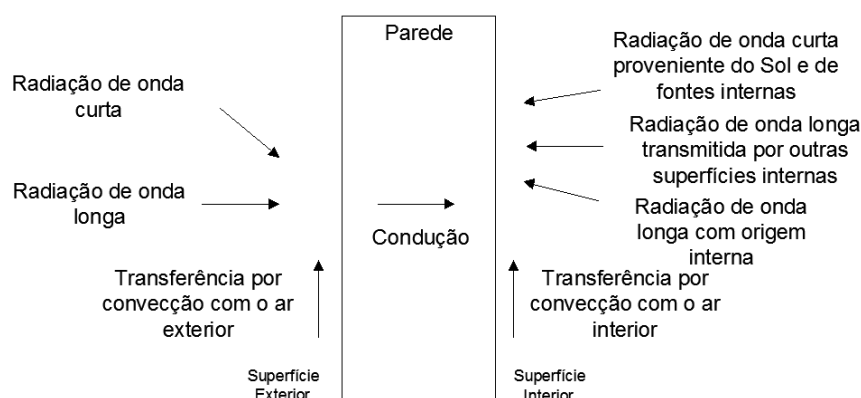 Parede
Radiação de onda
curta
Radiação de onda
longa
Transferência por
convecção com o ar
exterior
Superfície
Exterior
Condução
Radiação de onda curta
proveniente do Sol e de
fontes internas
Radiação de onda longa
transmitida por outras
superfícies internas
Radiação de onda
longa com origem
interna
Transferência por
convecção com o ar
interior
Superfície
Interior